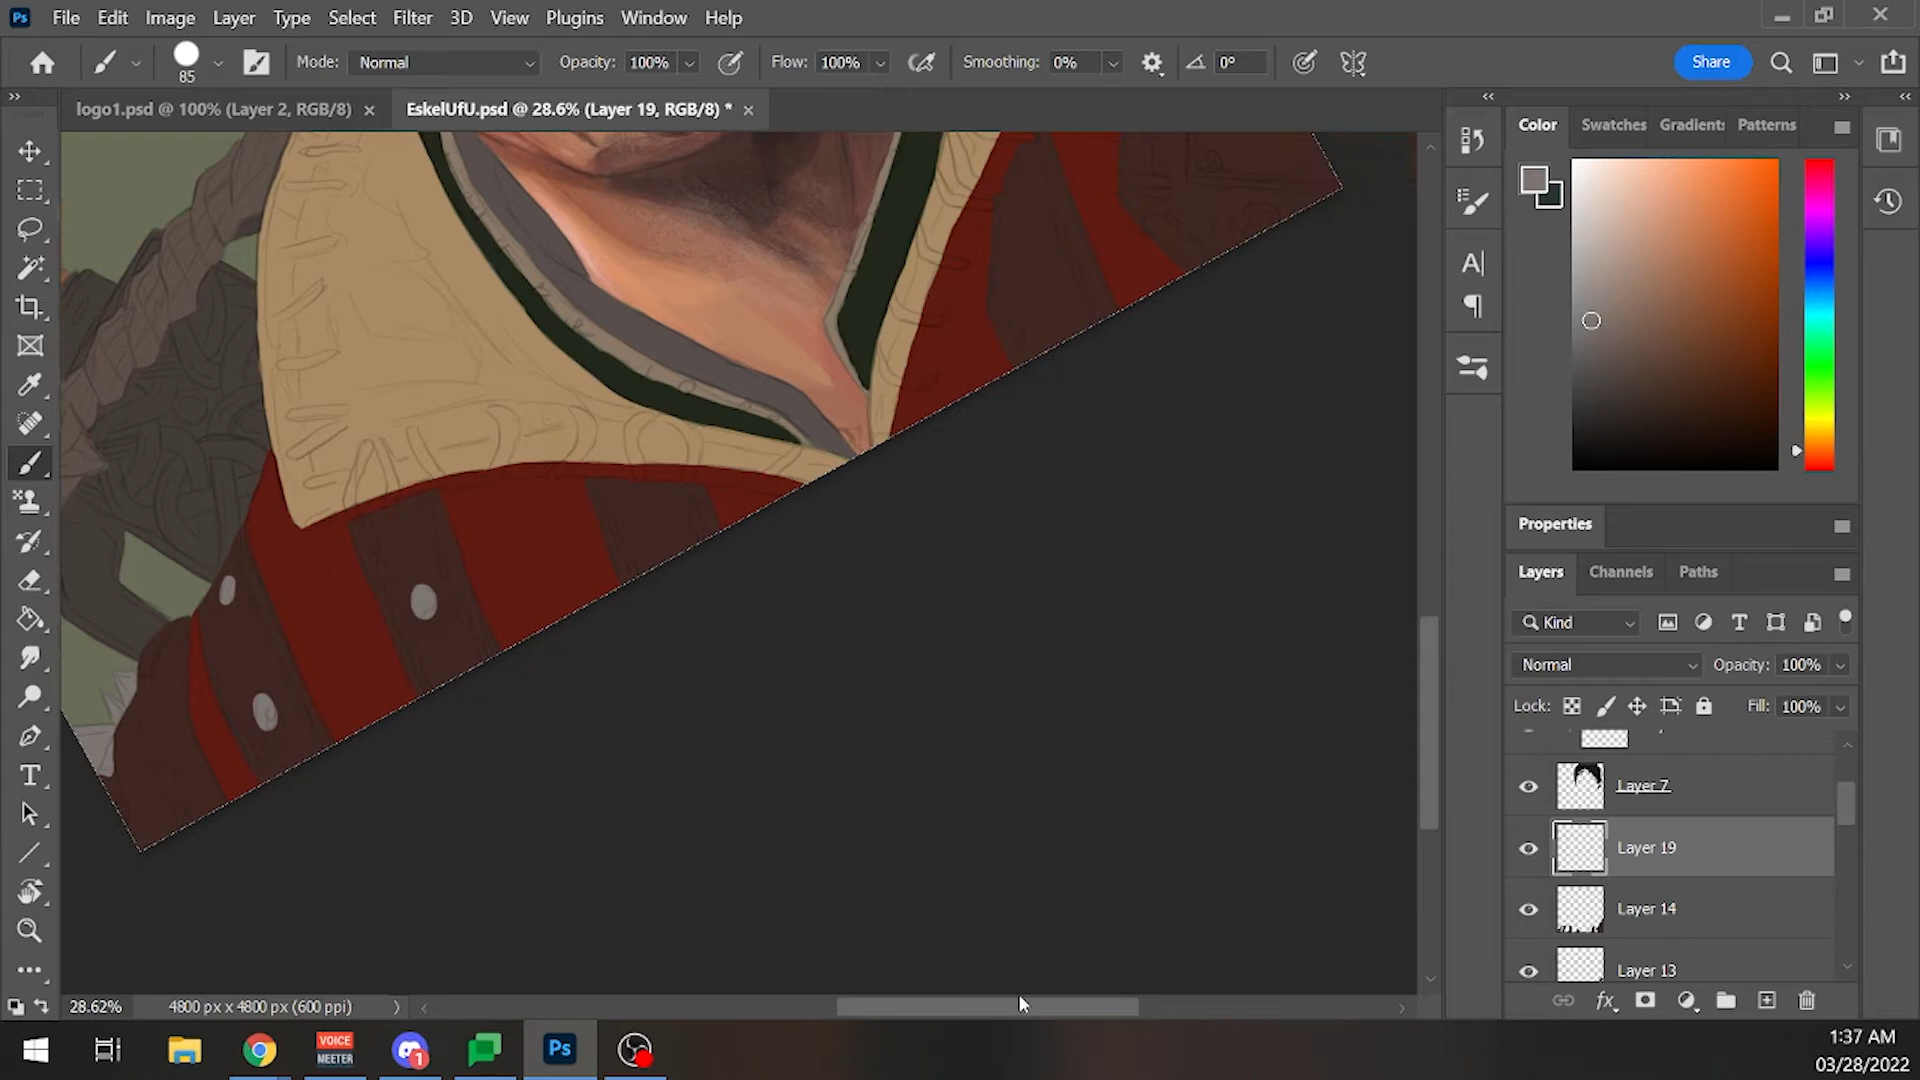 Ps File Edit Image Layer Type Select Filter 3D View Plugins Window Help
85 Mode: Normal Opacity: 100% Flow: 100% Smoothing: 0% 0° Share
logo1.psd @ 100% (Layer 2, RGB/8) EskelUfU.psd @ 28.6% (Layer 19, RGB/8) *
Color Swatches Gradients Patterns
Properties
Layers Channels Paths
Kind
Normal Opacity: 100%
Lock: Fill: 100%
Layer 7
Layer 19
Layer 14
Layer 13
fx
28.62% 4800 px x 4800 px (600 ppi)
VOICE
MEETER
1
Ps
1:37 AM
03/28/2022